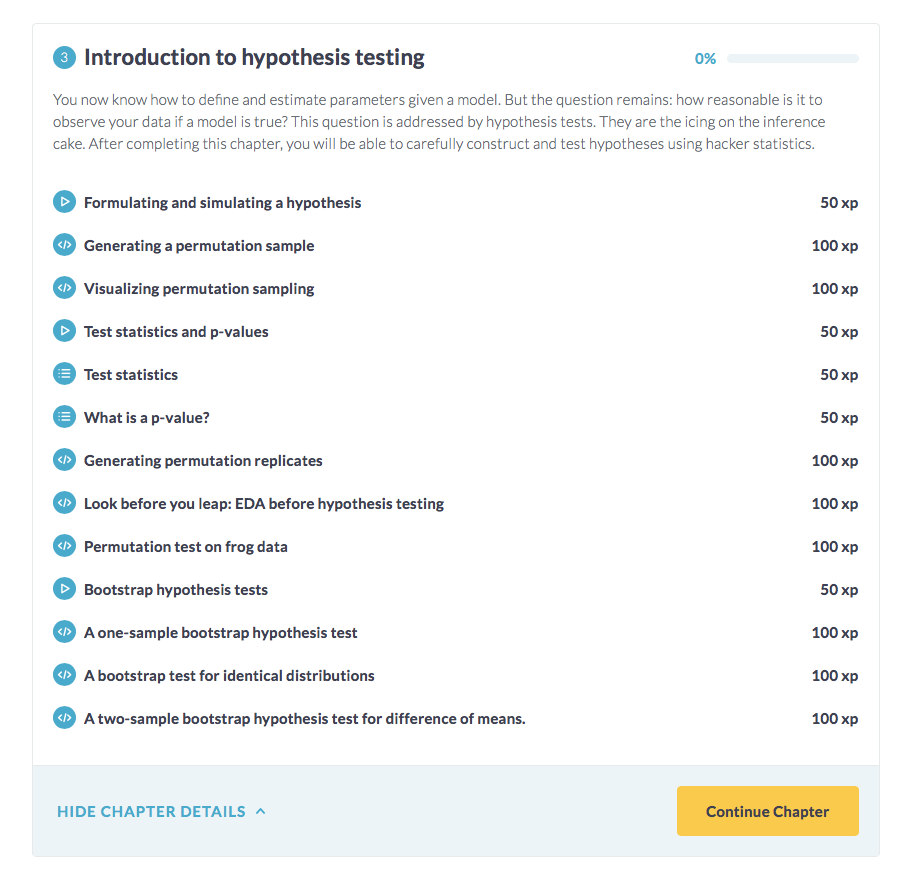 3 Introduction to hypothesis testing 0%
You now know how to define and estimate parameters given a model. But the question remains: how reasonable is it to
observe your data if a model is true? This question is addressed by hypothesis tests. They are the icing on the inference
cake. After completing this chapter, you will be able to carefully construct and test hypotheses using hacker statistics.
Formulating and simulating a hypothesis 50 xp
Generating a permutation sample 100 xp
Visualizing permutation sampling 100 xp
Test statistics and p-values 50 xp
Test statistics 50 xp
What is a p-value? 50 xp
Generating permutation replicates 100 xp
Look before you leap: EDA before hypothesis testing 100 xp
Permutation test on frog data 100 xp
Bootstrap hypothesis tests 50 xp
A one-sample bootstrap hypothesis test 100 xp
A bootstrap test for identical distributions 100 xp
A two-sample bootstrap hypothesis test for difference of means. 100 xp
HIDE CHAPTER DETAILS Continue Chapter